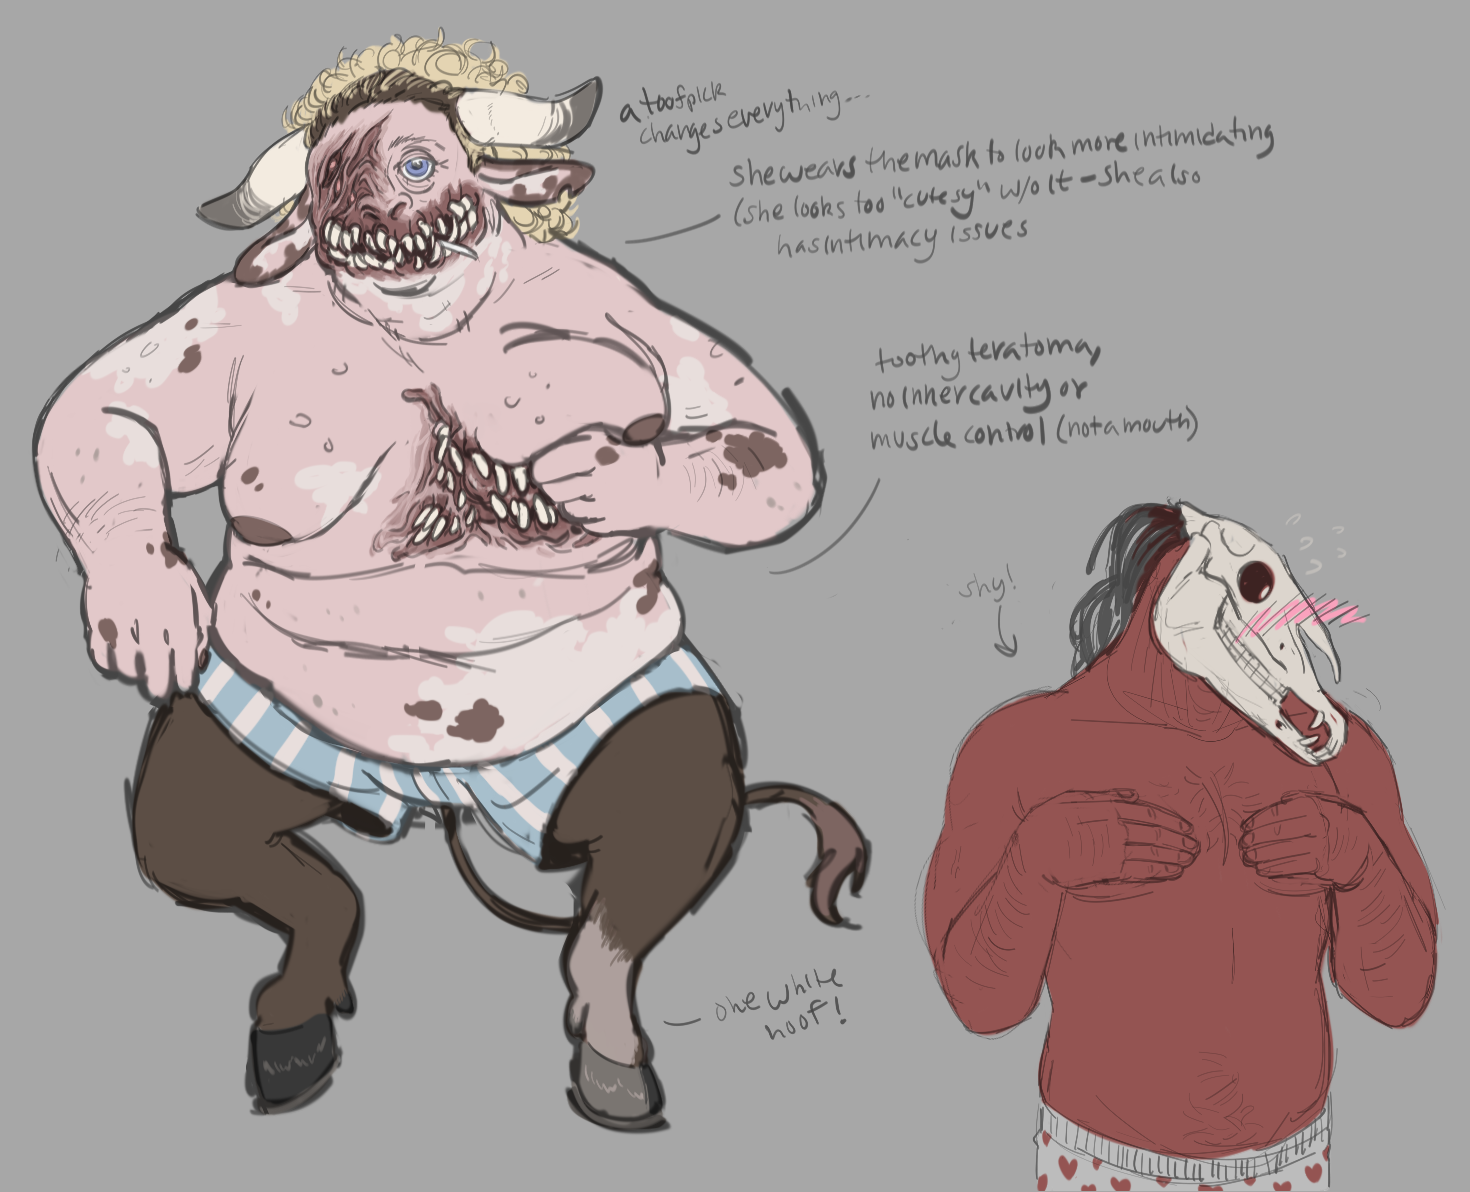 a toofpick
changes everything...
she wears the mask to look more intimidating
(she looks too "cutesy" w/o it - she also
has intimacy issues
toothy teratoma,
no inner cavity or
muscle control (not a mouth)
shy!
one white
hoof!